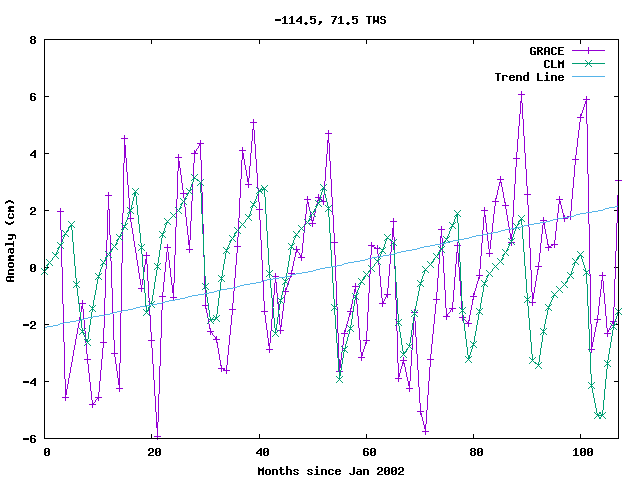 -114.5, 71.5 TWS
GRACE
CLM
Trend Line
Anomaly (cm)
8
6
4
2
0
-2
-4
-6
0 20 40 60 80 100
Months since Jan 2002